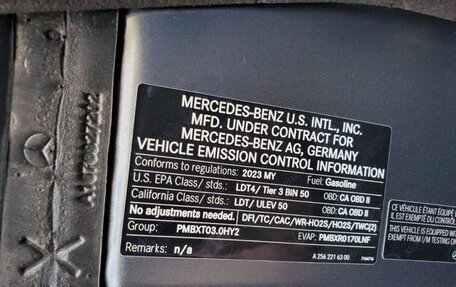 MERCEDES-BENZ U.S. INTL., INC.
MFD. UNDER CONTRACT FOR
MERCEDES-BENZ AG, GERMANY
VEHICLE EMISSION CONTROL INFORMATION
Conforms to regulations: 2023 MY Fuel: Gasoline
U.S. EPA Class/ stds.: LDT4/ Tier 3 BIN 50 OBD: CA OBD II
California Class/ stds.: LDT/ ULEV 50 OBD: CA OBD II
No adjustments needed. DFI/TC/CAC/WR-HO2S/HO2S/TWC(2)
Group: PMBXT03.0HY2 EVAP: PMBXR0170LNF
Remarks: n/a A 256 221 63 00
CET ÉQUIPEMENT ÉTAI